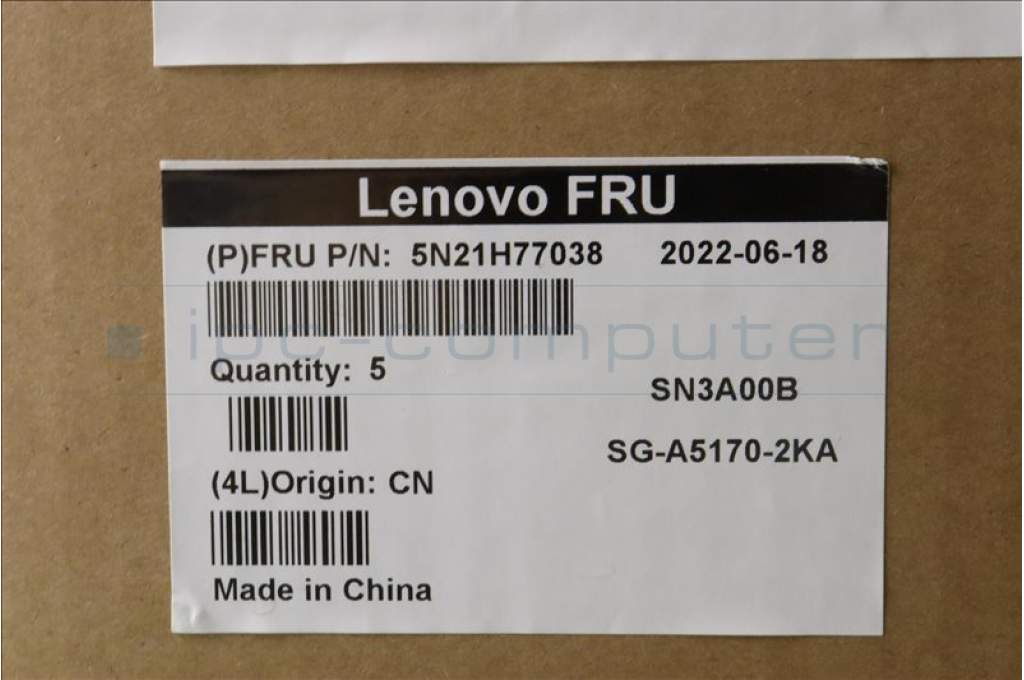 Lenovo FRU
(P)FRU P/N: 5N21H77038 2022-06-18
.ipc-computer
Quantity: 5
SN3A00B
SG-A5170-2KA
(4L)Origin: CN
Made in China